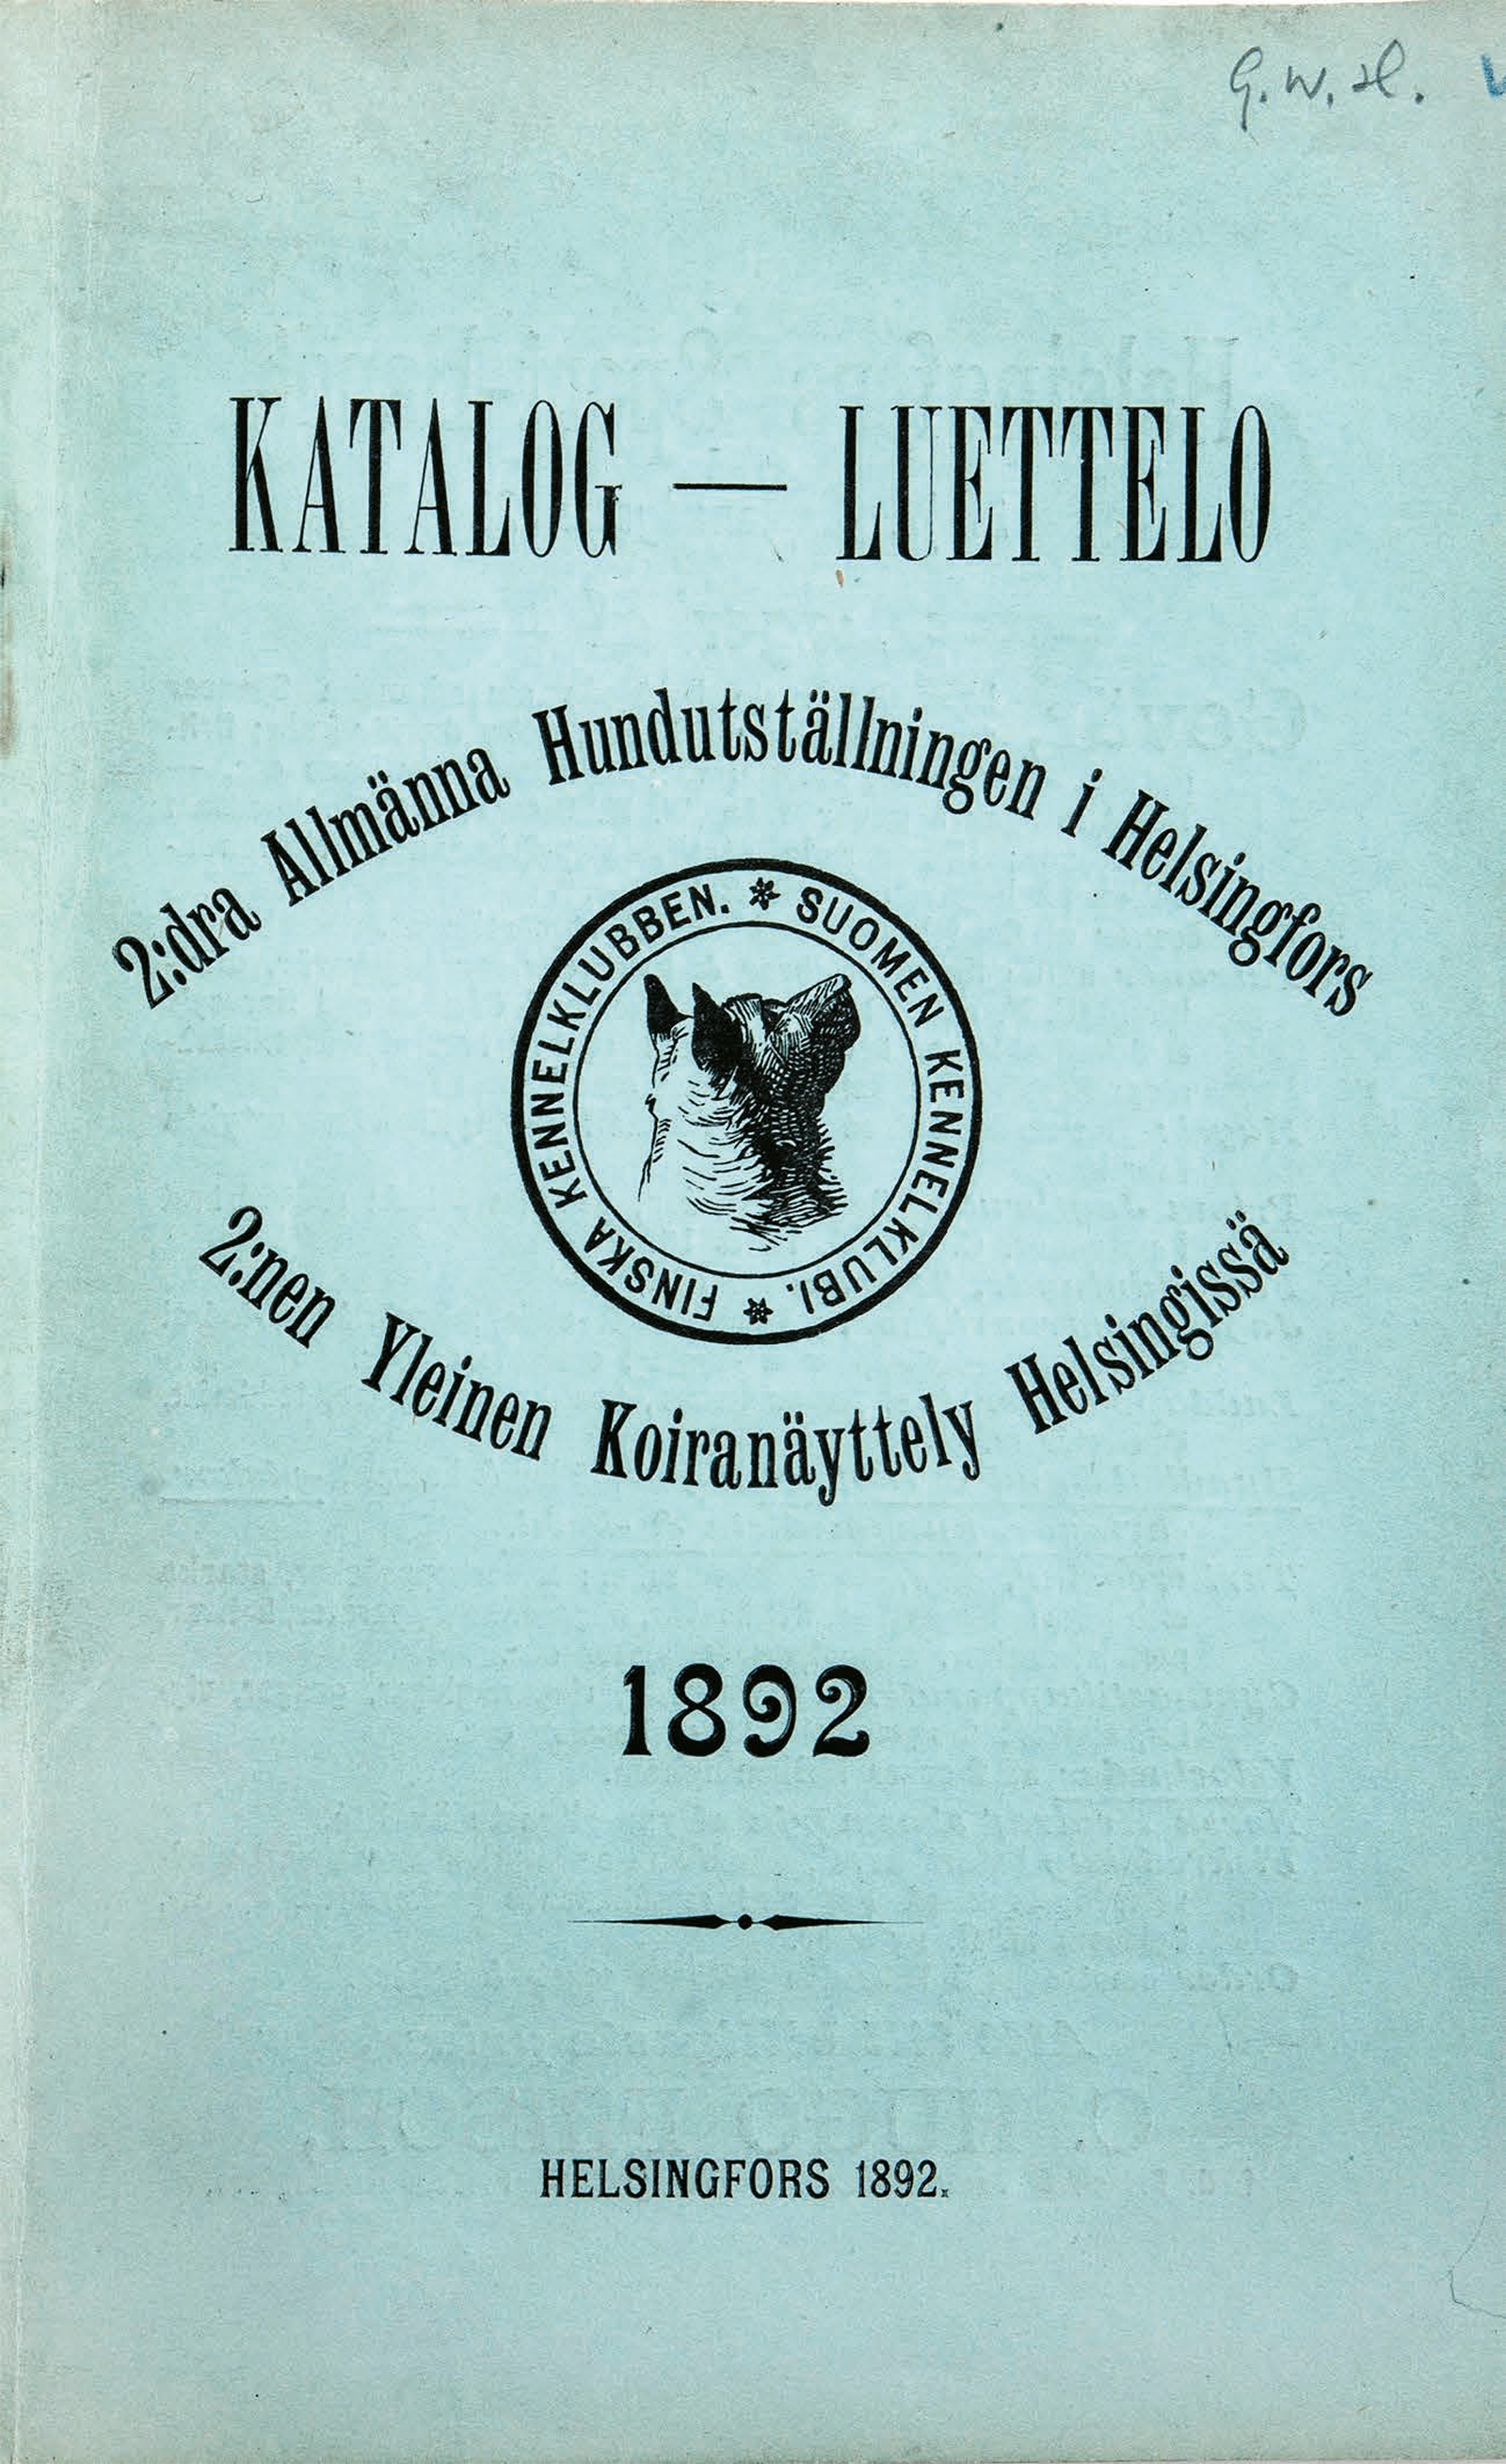 G. W. H.
KATALOG — LUETTELO
2:dra Allmänna Hundutställningen i Helsingfors
FINSKA KENNELKLUBBEN. * SUOMEN KENNELKLUBI. *
2:nen Yleinen Koiranäyttely Helsingissä
1892
HELSINGFORS 1892.